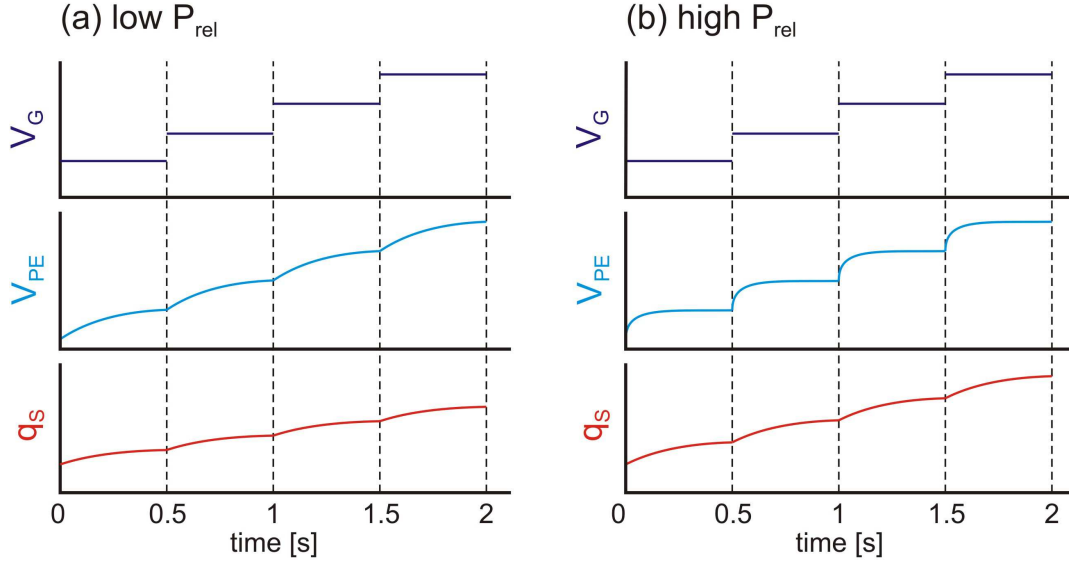 (a) low P_rel
V_G
V_PE
q_S
0 0.5 1 1.5 2
time [s]
(b) high P_rel
V_G
V_PE
q_S
0 0.5 1 1.5 2
time [s]